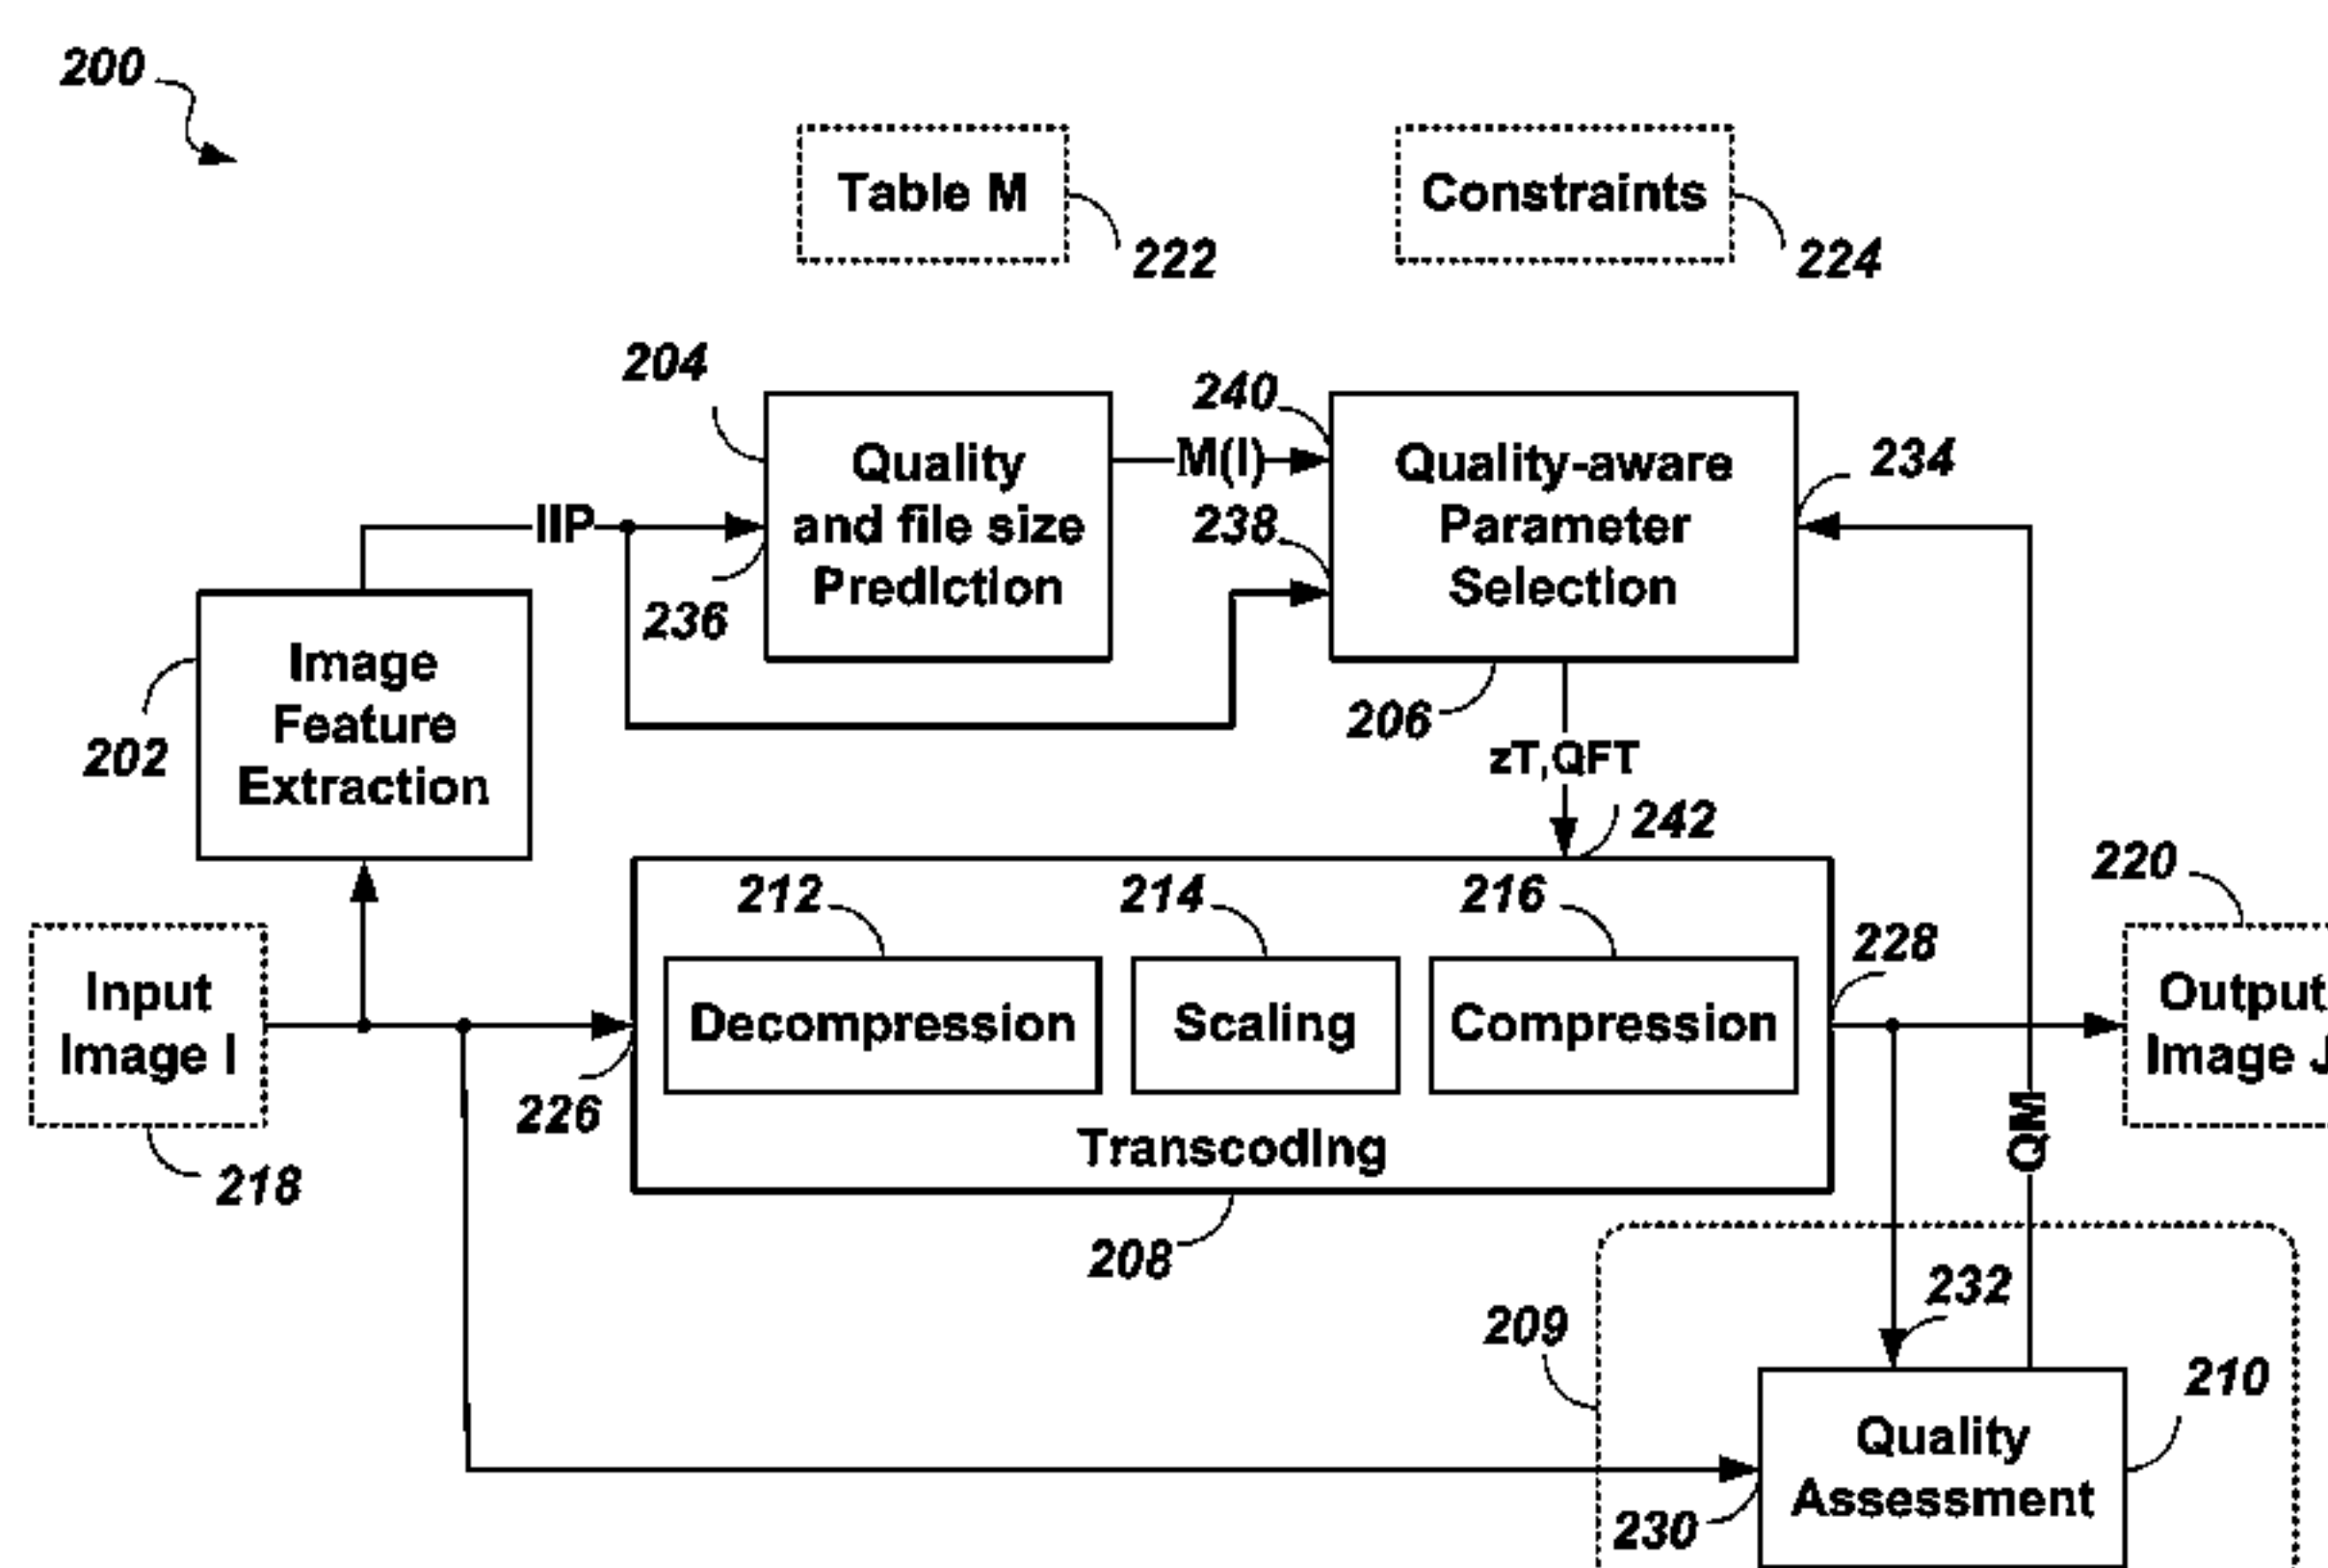 200
Table M
222
Constraints
224
204
Quality
and file size
Prediction
236
IIP
240
M(I)
238
Quality-aware
Parameter
Selection
234
206
zT,QFT
242
Image
Feature
Extraction
202
Input
Image I
218
226
212
Decompression
214
Scaling
216
Compression
Transcoding
208
228
220
Output
Image J
QM
232
209
210
Quality
Assessment
230